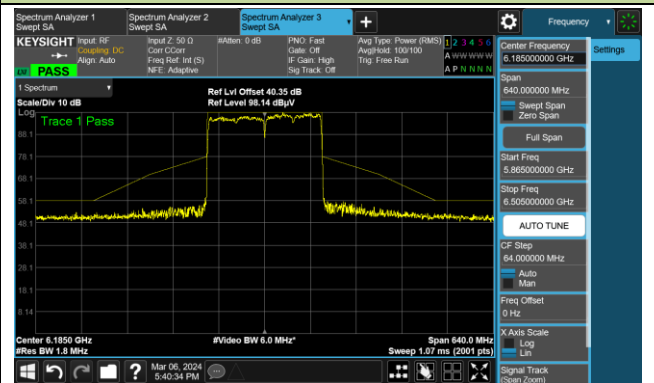 Spectrum Analyzer 1
Swept SA
Spectrum Analyzer 2
Swept SA
Spectrum Analyzer 3
Swept SA
Frequency
KEYSIGHT
Input: RF
Coupling: DC
Align: Auto
Input Z: 50 Ω
Corr CCorr
Freq Ref: Int (S)
NFE: Adaptive
#Atten: 0 dB
PNO: Fast
Gate: Off
IF Gain: High
Sig Track: Off
Avg Type: Power (RMS)
Avg|Hold: 100/100
Trig: Free Run
1 2 3 4 5 6
A W W W W W
A P N N N N
LNI PASS
Center Frequency
6.185000000 GHz
Settings
Span
640.000000 MHz
Swept Span
Zero Span
Full Span
Start Freq
5.865000000 GHz
Stop Freq
6.505000000 GHz
AUTO TUNE
CF Step
64.000000 MHz
Auto
Man
Freq Offset
0 Hz
X Axis Scale
Log
Lin
Signal Track
(Span Zoom)
1 Spectrum
Scale/Div 10 dB
Ref Lvl Offset 40.35 dB
Ref Level 98.14 dBµV
Log
Trace 1 Pass
88.1
78.1
68.1
58.1
48.1
38.1
28.1
18.1
8.14
Center 6.1850 GHz
#Res BW 1.8 MHz
#Video BW 6.0 MHz*
Span 640.0 MHz
Sweep 1.07 ms (2001 pts)
Mar 06, 2024
5:40:34 PM